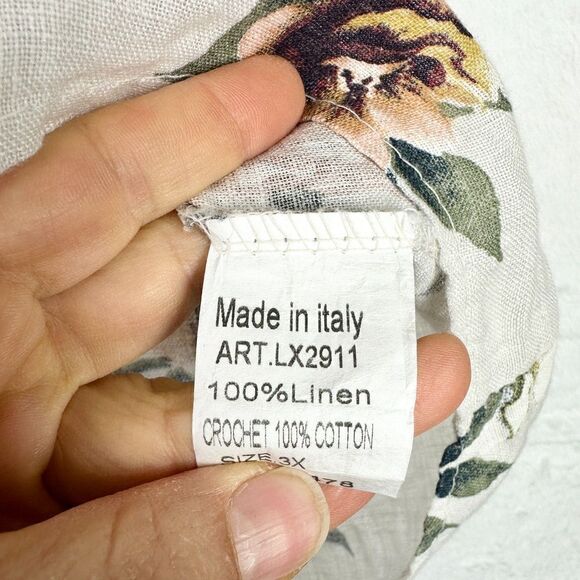 Made in italy
ART.LX2911
100%Linen
CROCHET 100% COTTON
SIZE 3X